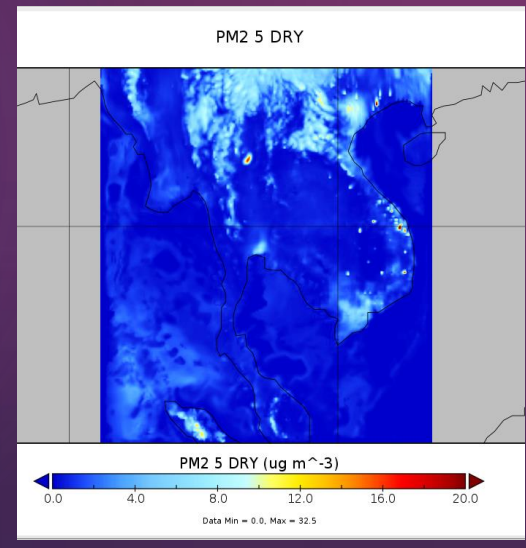 PM2 5 DRY
PM2 5 DRY (ug m^-3)
0.0 4.0 8.0 12.0 16.0 20.0
Data Min = 0.0, Max = 32.5